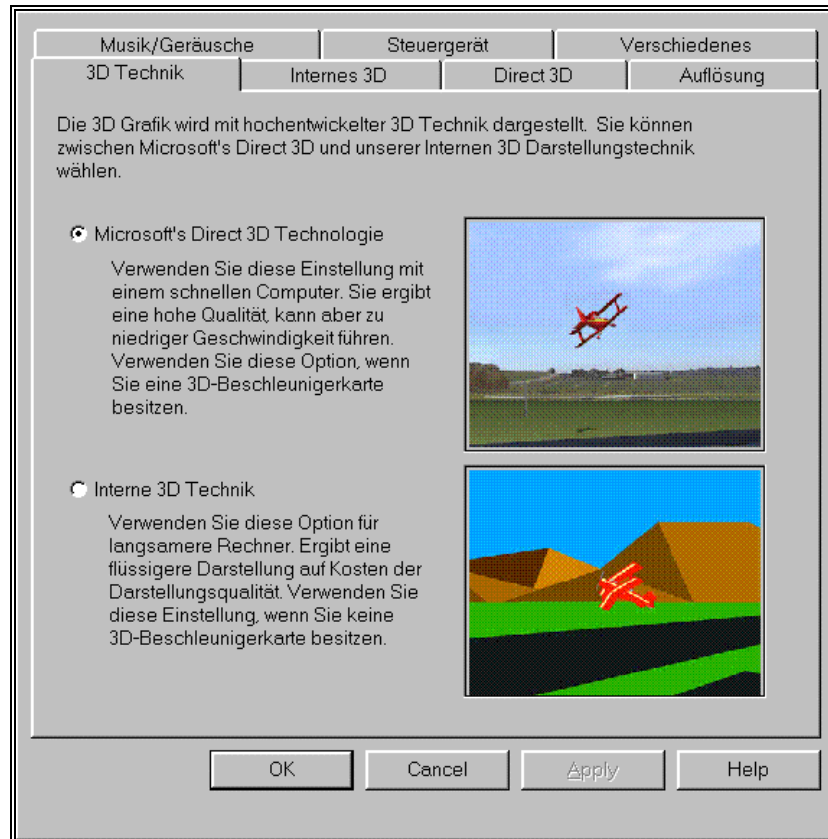 Musik/Geräusche Steuergerät Verschiedenes
3D Technik Internes 3D Direct 3D Auflösung
Die 3D Grafik wird mit hochentwickelter 3D Technik dargestellt. Sie können
zwischen Microsoft's Direct 3D und unserer Internen 3D Darstellungstechnik
wählen.
Microsoft's Direct 3D Technologie
Verwenden Sie diese Einstellung mit
einem schnellen Computer. Sie ergibt
eine hohe Qualität, kann aber zu
niedriger Geschwindigkeit führen.
Verwenden Sie diese Option, wenn
Sie eine 3D-Beschleunigerkarte
besitzen.
Interne 3D Technik
Verwenden Sie diese Option für
langsamere Rechner. Ergibt eine
flüssigere Darstellung auf Kosten der
Darstellungsqualität. Verwenden Sie
diese Einstellung, wenn Sie keine
3D-Beschleunigerkarte besitzen.
OK Cancel Apply Help